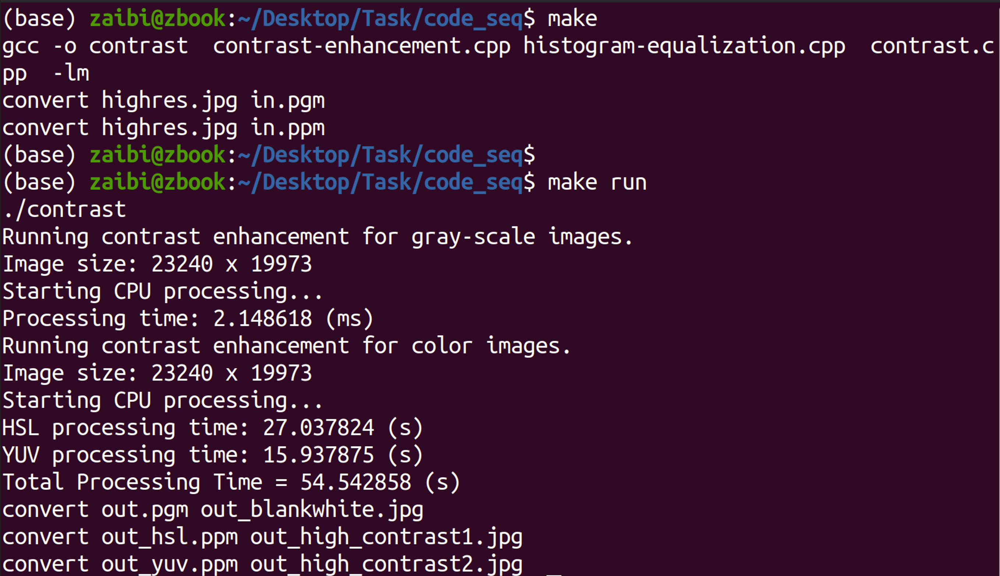 (base) zaibi@zbook:~/Desktop/Task/code_seq$ make
gcc -o contrast  contrast-enhancement.cpp histogram-equalization.cpp  contrast.c
pp  -lm
convert highres.jpg in.pgm
convert highres.jpg in.ppm
(base) zaibi@zbook:~/Desktop/Task/code_seq$
(base) zaibi@zbook:~/Desktop/Task/code_seq$ make run
./contrast
Running contrast enhancement for gray-scale images.
Image size: 23240 x 19973
Starting CPU processing...
Processing time: 2.148618 (ms)
Running contrast enhancement for color images.
Image size: 23240 x 19973
Starting CPU processing...
HSL processing time: 27.037824 (s)
YUV processing time: 15.937875 (s)
Total Processing Time = 54.542858 (s)
convert out.pgm out_blankwhite.jpg
convert out_hsl.ppm out_high_contrast1.jpg
convert out_yuv.ppm out_high_contrast2.jpg